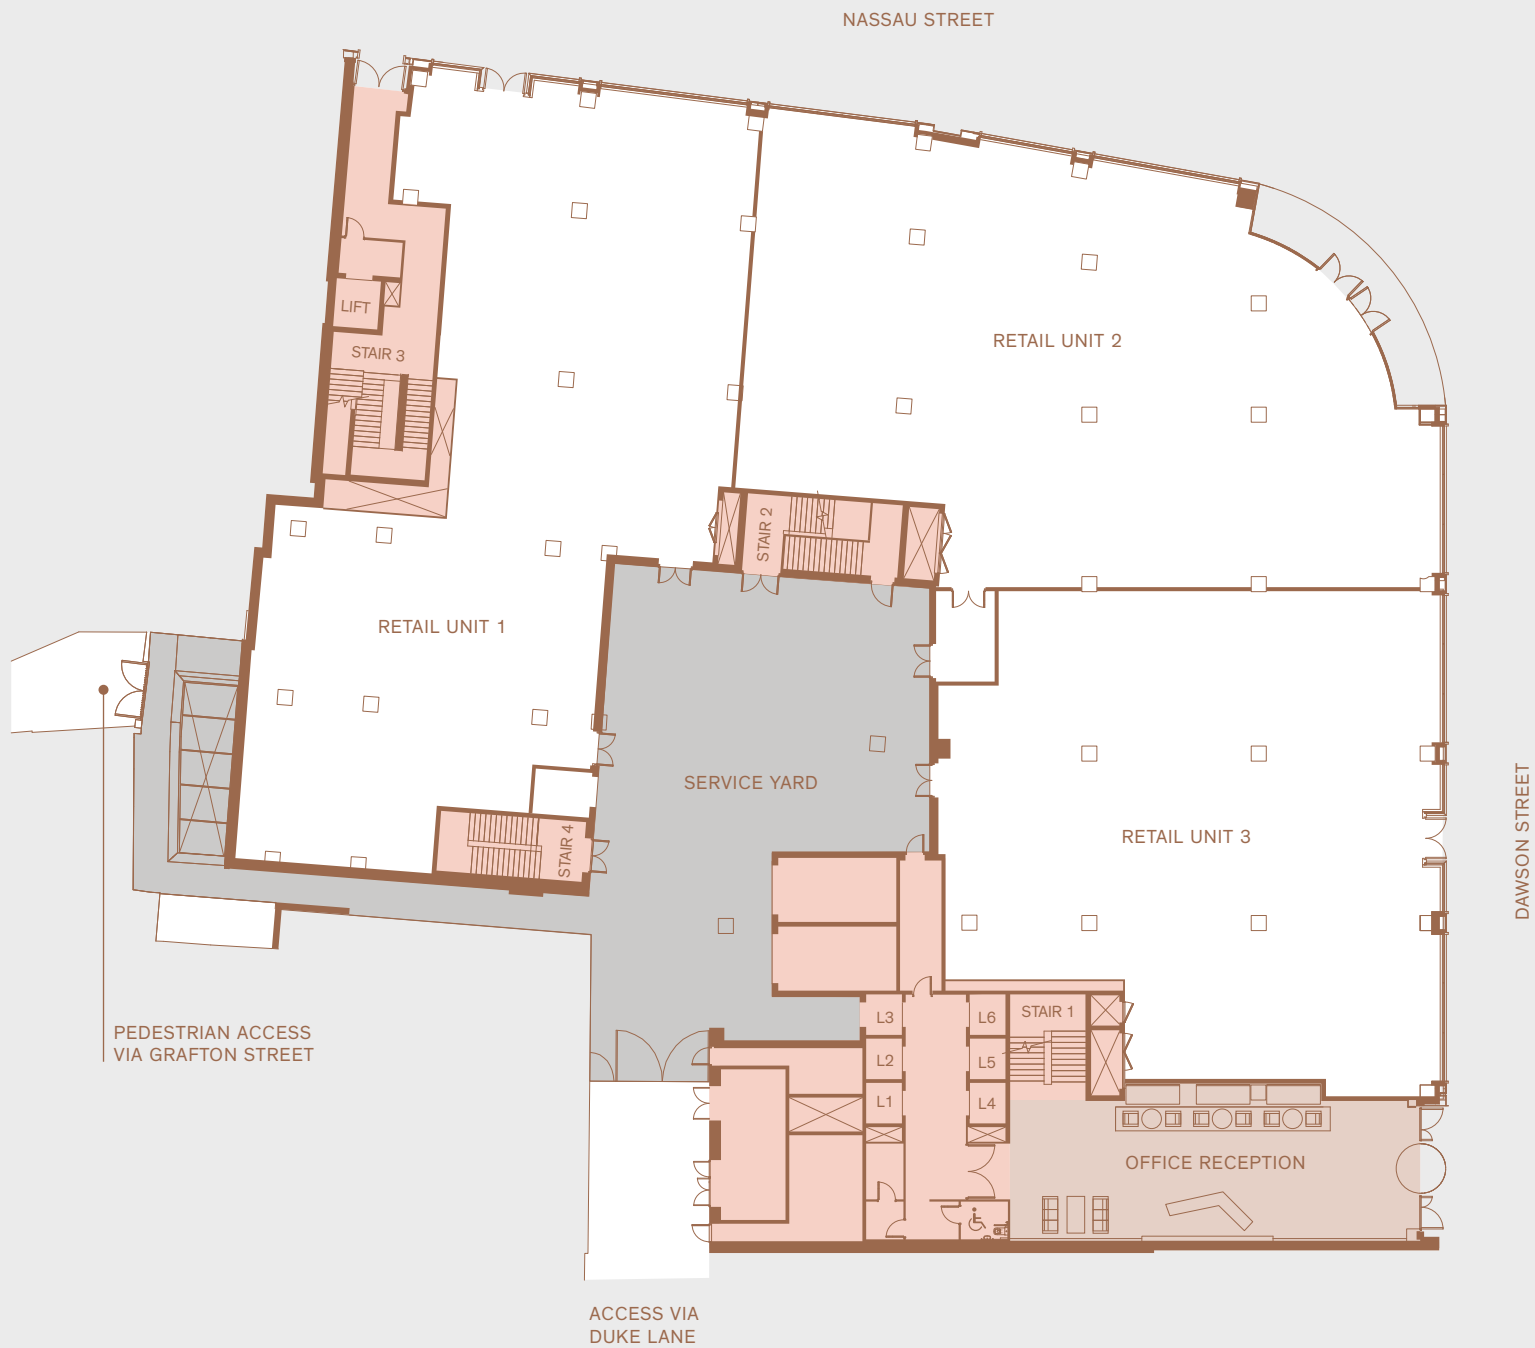 NASSAU STREET
LIFT
STAIR 3
RETAIL UNIT 2
STAIR 2
RETAIL UNIT 1
SERVICE YARD
STAIR 4
RETAIL UNIT 3
DAWSON STREET
PEDESTRIAN ACCESS
VIA GRAFTON STREET
L3
L6
STAIR 1
L2
L5
L1
L4
OFFICE RECEPTION
ACCESS VIA
DUKE LANE